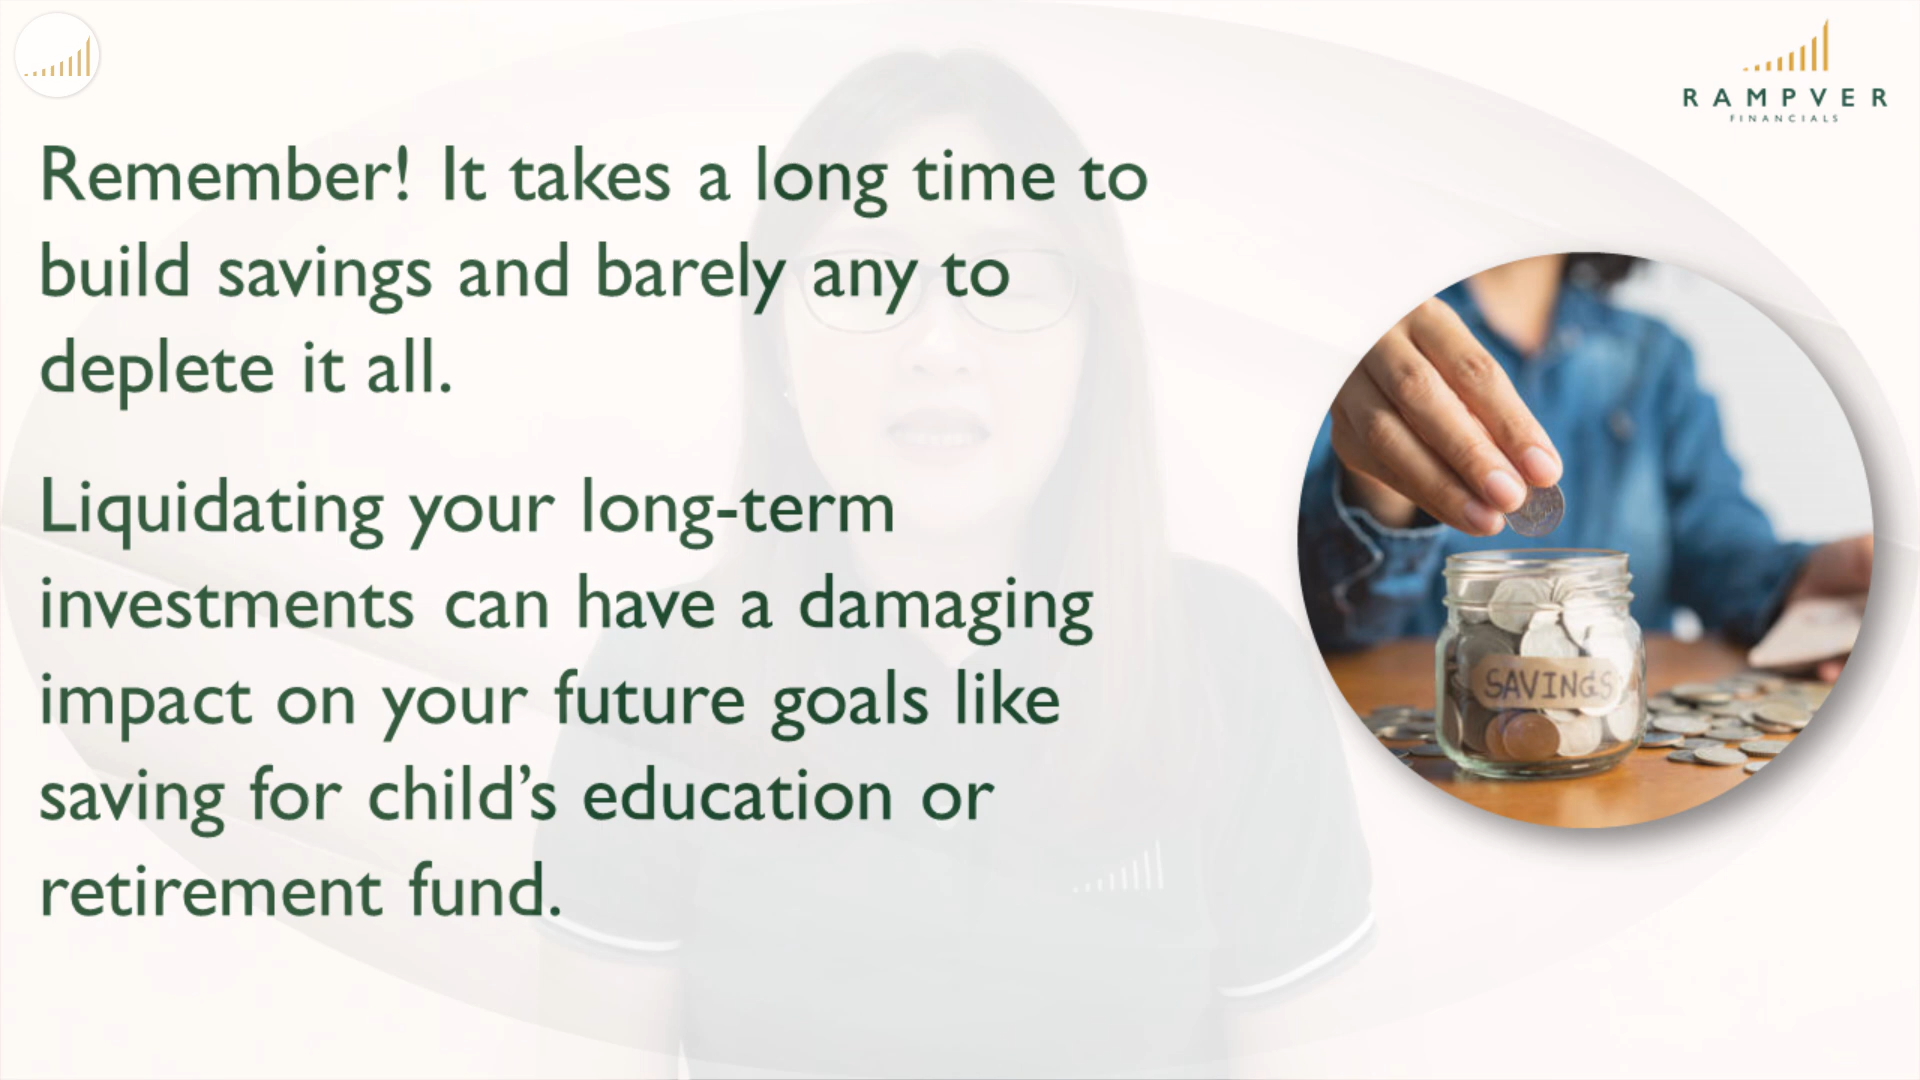 RAMPVER
FINANCIALS
Remember! It takes a long time to
build savings and barely any to
deplete it all.
Liquidating your long-term
investments can have a damaging
impact on your future goals like
saving for child’s education or
retirement fund.
SAVINGS